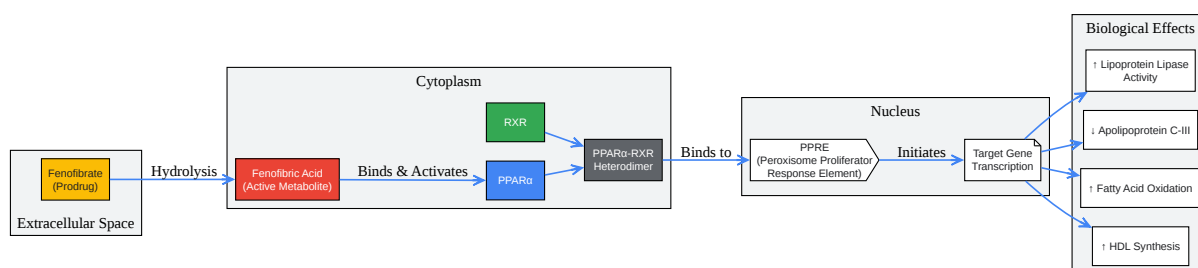 Extracellular Space
Fenofibrate
(Prodrug)
Hydrolysis
Cytoplasm
Fenofibric Acid
(Active Metabolite)
Binds & Activates
RXR
PPARα
PPARα-RXR
Heterodimer
Binds to
Nucleus
PPRE
(Peroxisome Proliferator
Response Element)
Initiates
Target Gene
Transcription
Biological Effects
↑ Lipoprotein Lipase
Activity
↓ Apolipoprotein C-III
↑ Fatty Acid Oxidation
↑ HDL Synthesis